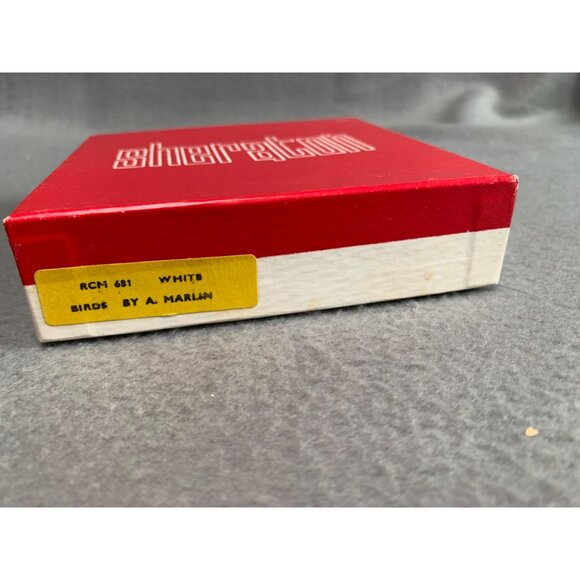 sheraton
RCM 681 WHITE
BIRDS BY A. MARLIN